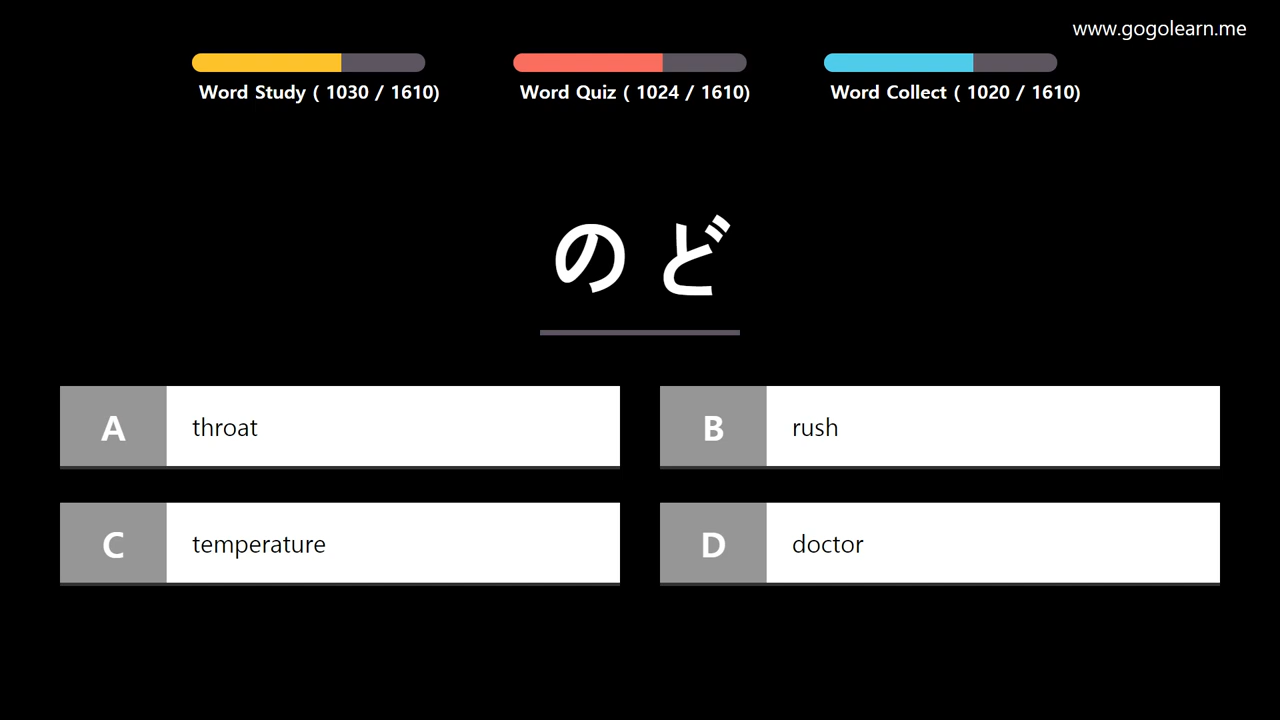 www.gogolearn.me
Word Study ( 1030 / 1610)
Word Quiz ( 1024 / 1610)
Word Collect ( 1020 / 1610)
のど
A throat
B rush
C temperature
D doctor